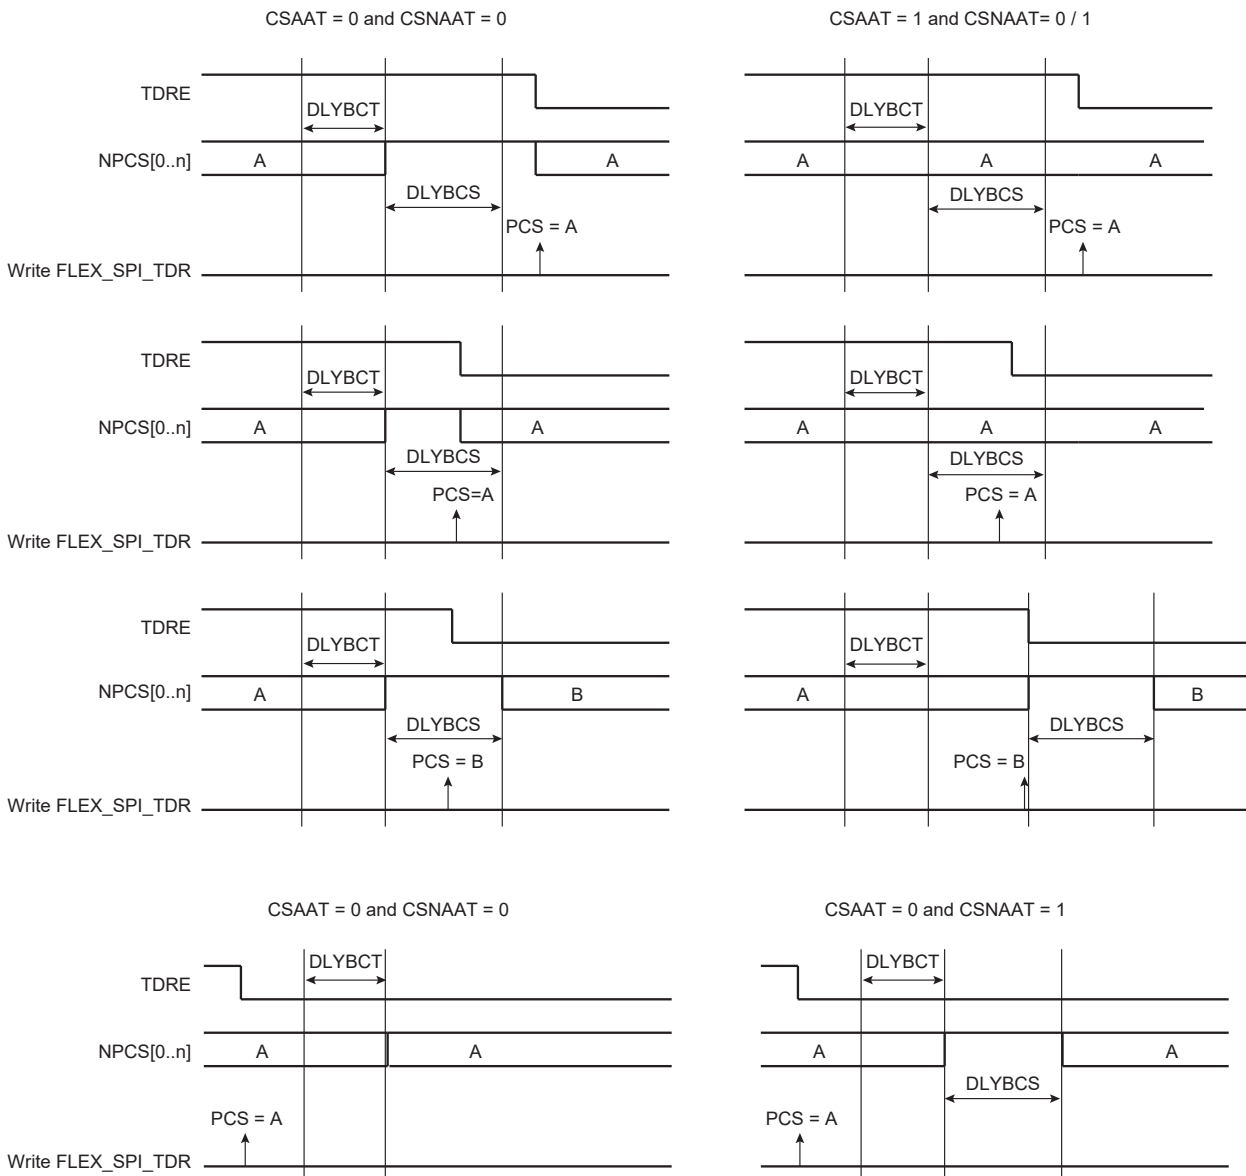 CSAAT = 0 and CSNAAT = 0
CSAAT = 1 and CSNAAT= 0 / 1
TDRE
DLYBCT
DLYBCT
NPCS[0..n]
A
A
A
A
A
DLYBCS
DLYBCS
PCS = A
PCS = A
Write FLEX_SPI_TDR
TDRE
DLYBCT
DLYBCT
NPCS[0..n]
A
A
A
A
A
DLYBCS
DLYBCS
PCS=A
PCS = A
Write FLEX_SPI_TDR
TDRE
DLYBCT
DLYBCT
NPCS[0..n]
A
B
A
B
DLYBCS
DLYBCS
PCS = B
PCS = B
Write FLEX_SPI_TDR
CSAAT = 0 and CSNAAT = 0
CSAAT = 0 and CSNAAT = 1
DLYBCT
DLYBCT
TDRE
NPCS[0..n]
A
A
A
A
DLYBCS
PCS = A
PCS = A
Write FLEX_SPI_TDR